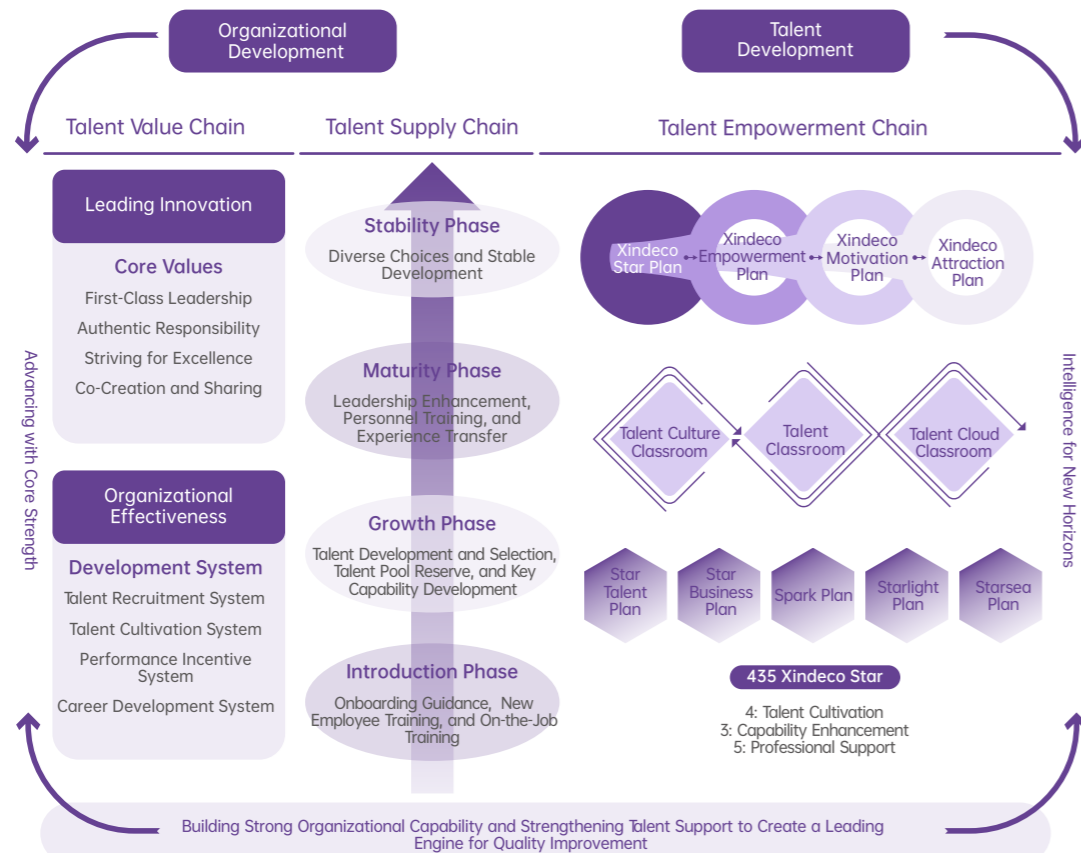 Organizational
Development
Talent
Development
Talent Value Chain
Talent Supply Chain
Talent Empowerment Chain
Advancing with Core Strength
Leading Innovation
Core Values
First-Class Leadership
Authentic Responsibility
Striving for Excellence
Co-Creation and Sharing
Organizational
Effectiveness
Development System
Talent Recruitment System
Talent Cultivation System
Performance Incentive
System
Career Development System
Stability Phase
Diverse Choices and Stable
Development
Maturity Phase
Leadership Enhancement,
Personnel Training, and
Experience Transfer
Growth Phase
Talent Development and Selection,
Talent Pool Reserve, and Key
Capability Development
Introduction Phase
Onboarding Guidance, New
Employee Training, and On-the-Job
Training
Xindeco
Star Plan
Xindeco
Empowerment
Plan
Xindeco
Motivation
Plan
Xindeco
Attraction
Plan
Talent Culture
Classroom
Talent
Classroom
Talent Cloud
Classroom
Star
Talent
Plan
Star
Business
Plan
Spark Plan
Starlight
Plan
Starsea
Plan
435 Xindeco Star
4: Talent Cultivation
3: Capability Enhancement
5: Professional Support
Intelligence for New Horizons
Building Strong Organizational Capability and Strengthening Talent Support to Create a Leading
Engine for Quality Improvement